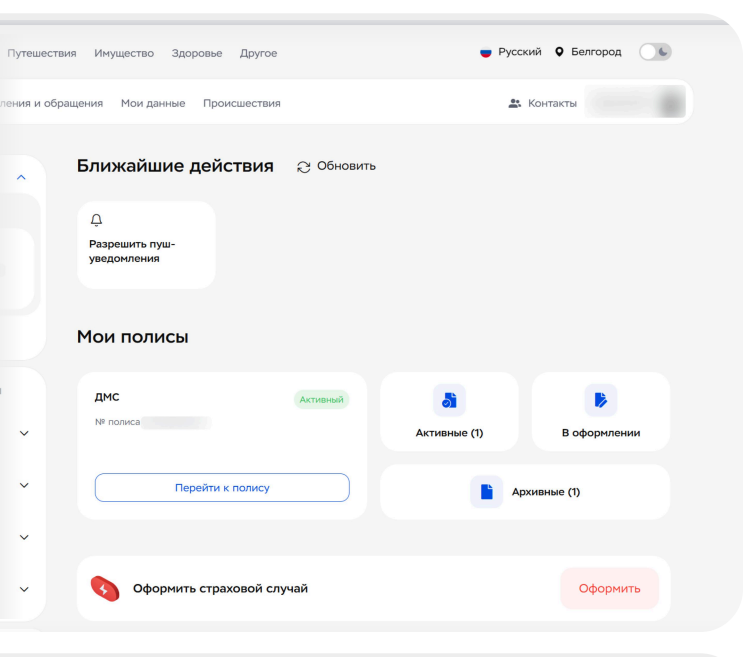 Путешествия Имущество Здоровье Другое Русский Белгород
ления и обращения Мои данные Происшествия Контакты
Ближайшие действия Обновить
Разрешить пуш-
уведомления
Мои полисы
ДМС Активный
№ полиса
Активные (1) В оформлении
Перейти к полису
Архивные (1)
Оформить страховой случай Оформить